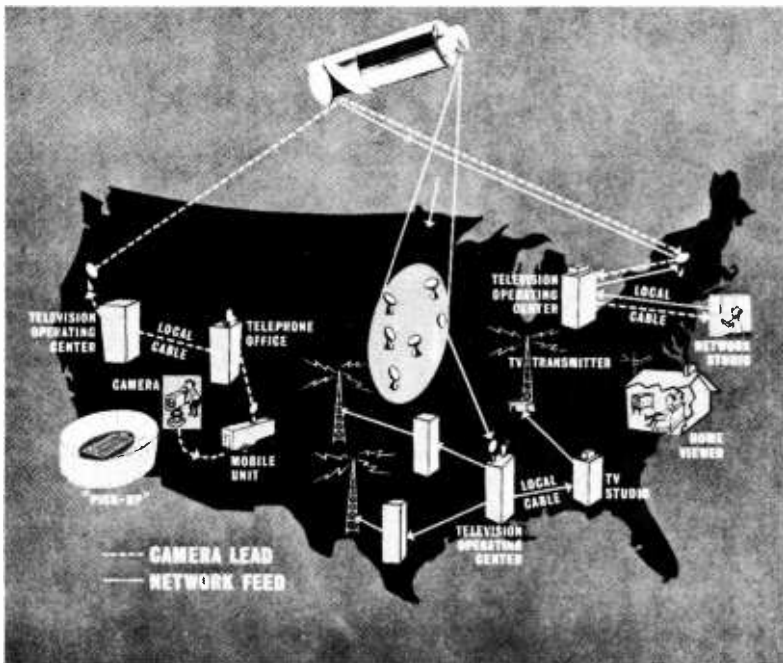 TELEVISION
OPERATING
CENTER
LOCAL
CABLE
TELEPHONE
OFFICE
CAMERA
MOBILE
UNIT
"PICK-UP"
TELEVISION
OPERATING
CENTER
LOCAL
CABLE
NETWORK
STUDIO
TV TRANSMITTER
HOME
VIEWER
LOCAL
CABLE
TV
STUDIO
TELEVISION
OPERATING
CENTER
CAMERA LEAD
NETWORK FEED